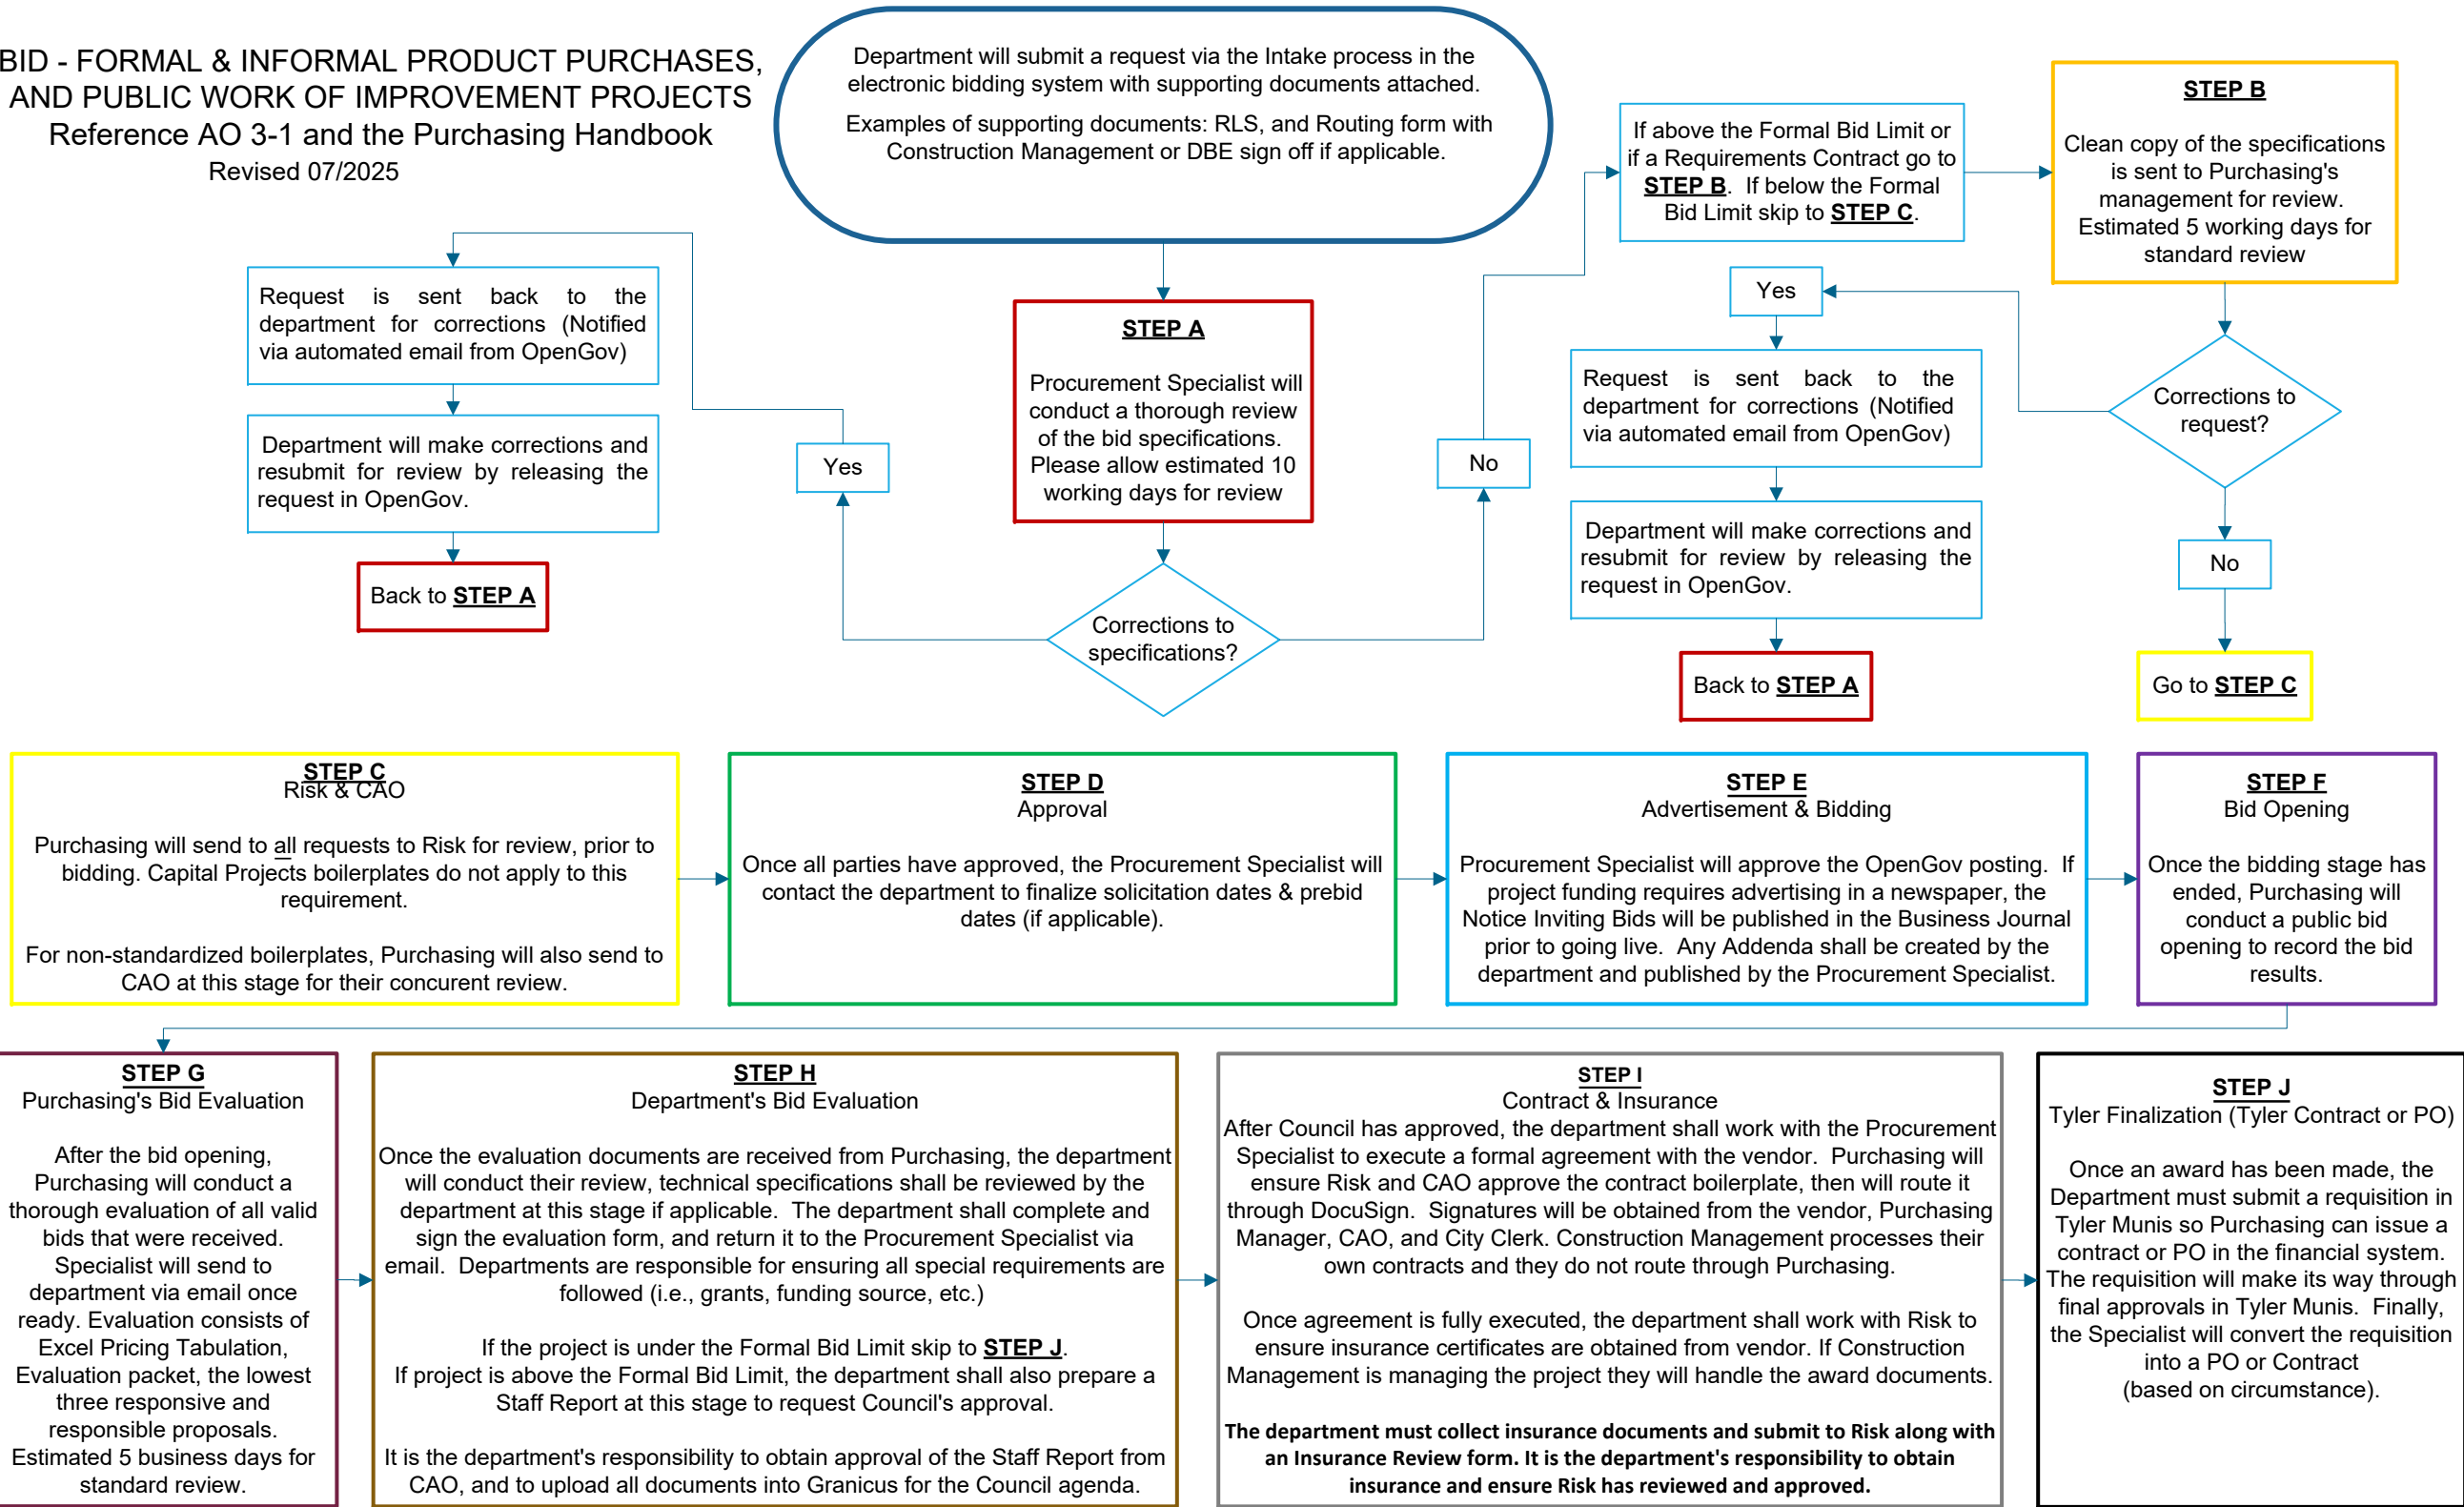 BID - FORMAL & INFORMAL PRODUCT PURCHASES,
AND PUBLIC WORK OF IMPROVEMENT PROJECTS
Reference AO 3-1 and the Purchasing Handbook
Revised 07/2025
Department will submit a request via the Intake process in the
electronic bidding system with supporting documents attached.
Examples of supporting documents: RLS, and Routing form with
Construction Management or DBE sign off if applicable.
If above the Formal Bid Limit or
if a Requirements Contract go to
STEP B. If below the Formal
Bid Limit skip to STEP C.
STEP B
Clean copy of the specifications
is sent to Purchasing's
management for review.
Estimated 5 working days for
standard review
Request is sent back to the
department for corrections (Notified
via automated email from OpenGov)
Department will make corrections and
resubmit for review by releasing the
request in OpenGov.
Back to STEP A
Yes
STEP A
Procurement Specialist will
conduct a thorough review
of the bid specifications.
Please allow estimated 10
working days for review
Corrections to
specifications?
No
Yes
Request is sent back to the
department for corrections (Notified
via automated email from OpenGov)
Department will make corrections and
resubmit for review by releasing the
request in OpenGov.
Back to STEP A
Corrections to
request?
No
Go to STEP C
STEP C
Risk & CAO
Purchasing will send to all requests to Risk for review, prior to
bidding. Capital Projects boilerplates do not apply to this
requirement.
For non-standardized boilerplates, Purchasing will also send to
CAO at this stage for their concurent review.
STEP D
Approval
Once all parties have approved, the Procurement Specialist will
contact the department to finalize solicitation dates & prebid
dates (if applicable).
STEP E
Advertisement & Bidding
Procurement Specialist will approve the OpenGov posting. If
project funding requires advertising in a newspaper, the
Notice Inviting Bids will be published in the Business Journal
prior to going live. Any Addenda shall be created by the
department and published by the Procurement Specialist.
STEP F
Bid Opening
Once the bidding stage has
ended, Purchasing will
conduct a public bid
opening to record the bid
results.
STEP G
Purchasing's Bid Evaluation
After the bid opening,
Purchasing will conduct a
thorough evaluation of all valid
bids that were received.
Specialist will send to
department via email once
ready. Evaluation consists of
Excel Pricing Tabulation,
Evaluation packet, the lowest
three responsive and
responsible proposals.
Estimated 5 business days for
standard review.
STEP H
Department's Bid Evaluation
Once the evaluation documents are received from Purchasing, the department
will conduct their review, technical specifications shall be reviewed by the
department at this stage if applicable. The department shall complete and
sign the evaluation form, and return it to the Procurement Specialist via
email. Departments are responsible for ensuring all special requirements are
followed (i.e., grants, funding source, etc.)
If the project is under the Formal Bid Limit skip to STEP J.
If project is above the Formal Bid Limit, the department shall also prepare a
Staff Report at this stage to request Council's approval.
It is the department's responsibility to obtain approval of the Staff Report from
CAO, and to upload all documents into Granicus for the Council agenda.
STEP I
Contract & Insurance
After Council has approved, the department shall work with the Procurement
Specialist to execute a formal agreement with the vendor. Purchasing will
ensure Risk and CAO approve the contract boilerplate, then will route it
through DocuSign. Signatures will be obtained from the vendor, Purchasing
Manager, CAO, and City Clerk. Construction Management processes their
own contracts and they do not route through Purchasing.
Once agreement is fully executed, the department shall work with Risk to
ensure insurance certificates are obtained from vendor. If Construction
Management is managing the project they will handle the award documents.
The department must collect insurance documents and submit to Risk along with
an Insurance Review form. It is the department's responsibility to obtain
insurance and ensure Risk has reviewed and approved.
STEP J
Tyler Finalization (Tyler Contract or PO)
Once an award has been made, the
Department must submit a requisition in
Tyler Munis so Purchasing can issue a
contract or PO in the financial system.
The requisition will make its way through
final approvals in Tyler Munis. Finally,
the Specialist will convert the requisition
into a PO or Contract
(based on circumstance).